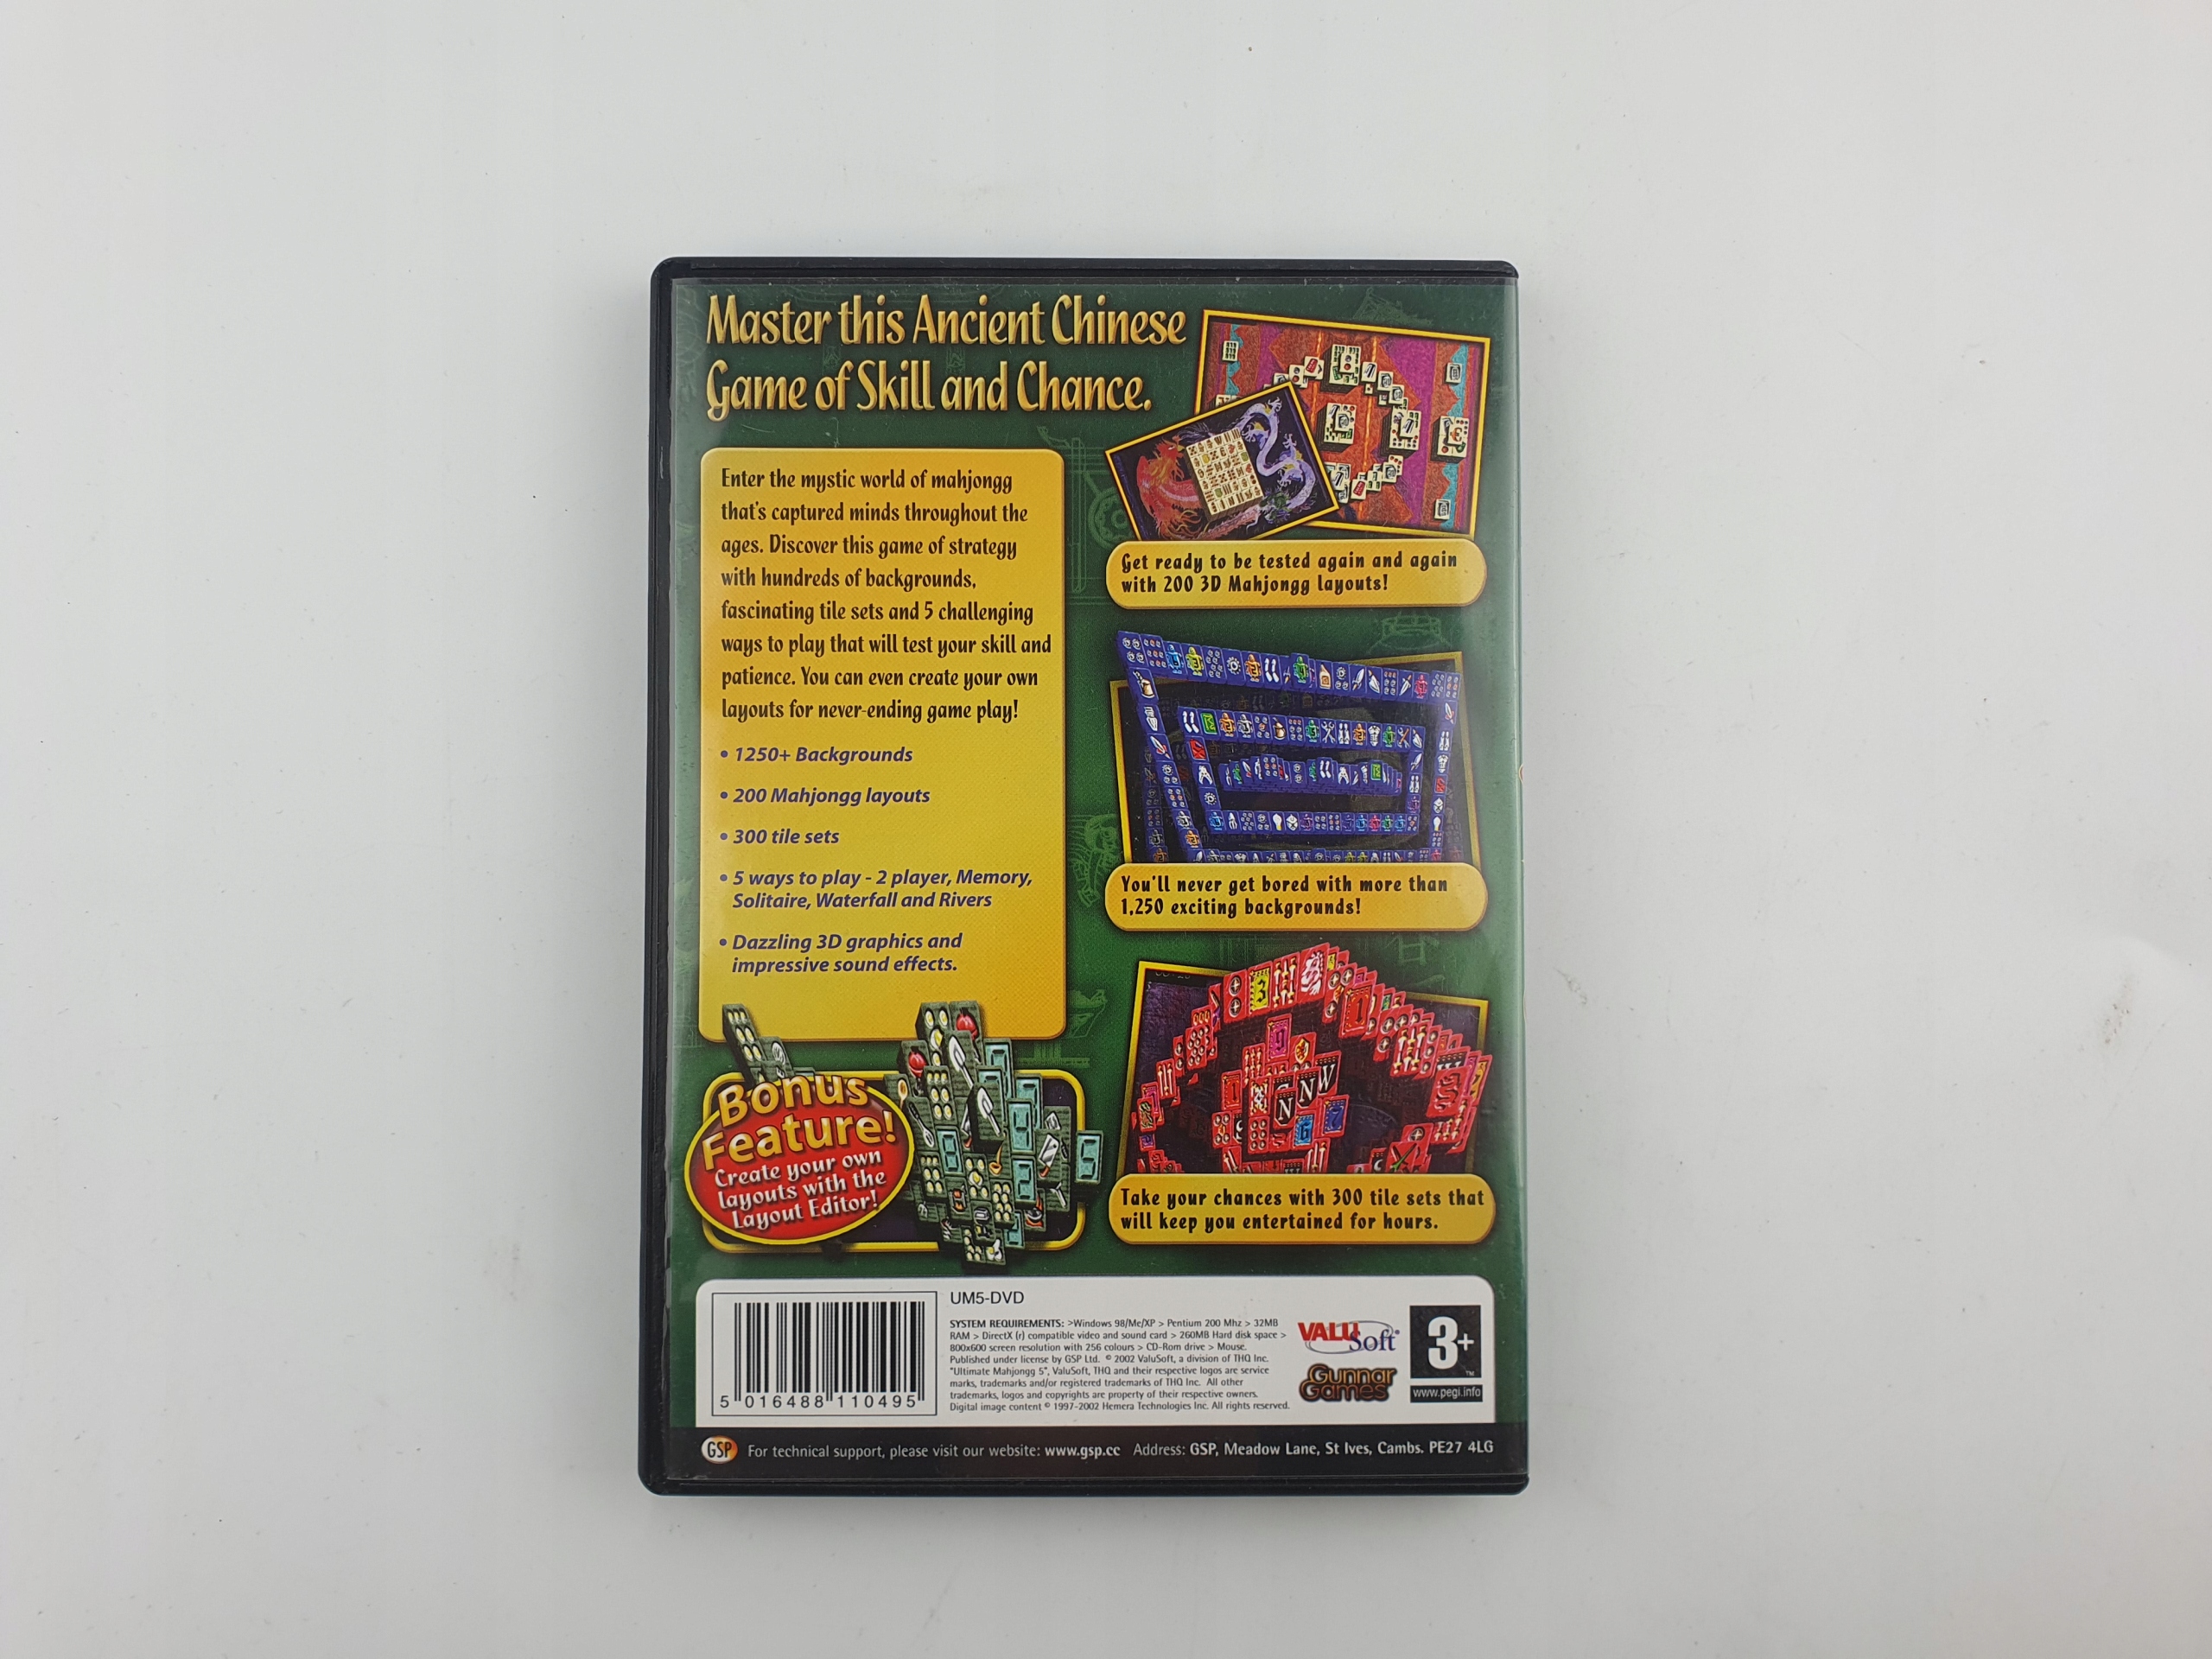 Master this Ancient Chinese
Game of Skill and Chance.
Enter the mystic world of mahjongg
that's captured minds throughout the
ages. Discover this game of strategy
with hundreds of backgrounds,
fascinating tile sets and 5 challenging
ways to play that will test your skill and
patience. You can even create your own
layouts for never-ending game play!
• 1250+ Backgrounds
• 200 Mahjongg layouts
• 300 tile sets
• 5 ways to play - 2 player, Memory,
Solitaire, Waterfall and Rivers
• Dazzling 3D graphics and
impressive sound effects.
Bonus
Feature!
Create your own
layouts with the
Layout Editor!
Get ready to be tested again and again
with 200 3D Mahjongg layouts!
You'll never get bored with more than
1,250 exciting backgrounds!
Take your chances with 300 tile sets that
will keep you entertained for hours.
5 016488 110495
UM5-DVD
SYSTEM REQUIREMENTS: >Windows 98/Me/XP > Pentium 200 Mhz > 32MB
RAM > DirectX (r) compatible video and sound card > 260MB Hard disk space >
800x600 screen resolution with 256 colours > CD-Rom drive > Mouse.
Published under license by GSP Ltd. © 2002 ValuSoft, a division of THQ Inc.
"Ultimate Mahjongg 5", ValuSoft, THQ and their respective logos are service
marks, trademarks and/or registered trademarks of THQ Inc. All other
trademarks, logos and copyrights are property of their respective owners.
Digital image content © 1997-2002 Hemera Technologies Inc. All rights reserved.
VALUSoft
Gunnar
Games
3+
™
www.pegi.info
GSP For technical support, please visit our website: www.gsp.cc Address: GSP, Meadow Lane, St Ives, Cambs. PE27 4LG